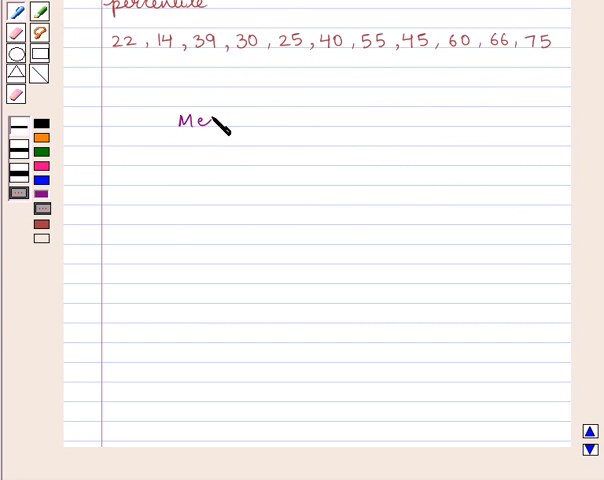 percentile
22 , 14 , 39 , 30 , 25 , 40 , 55 , 45 , 60 , 66 , 75
Me